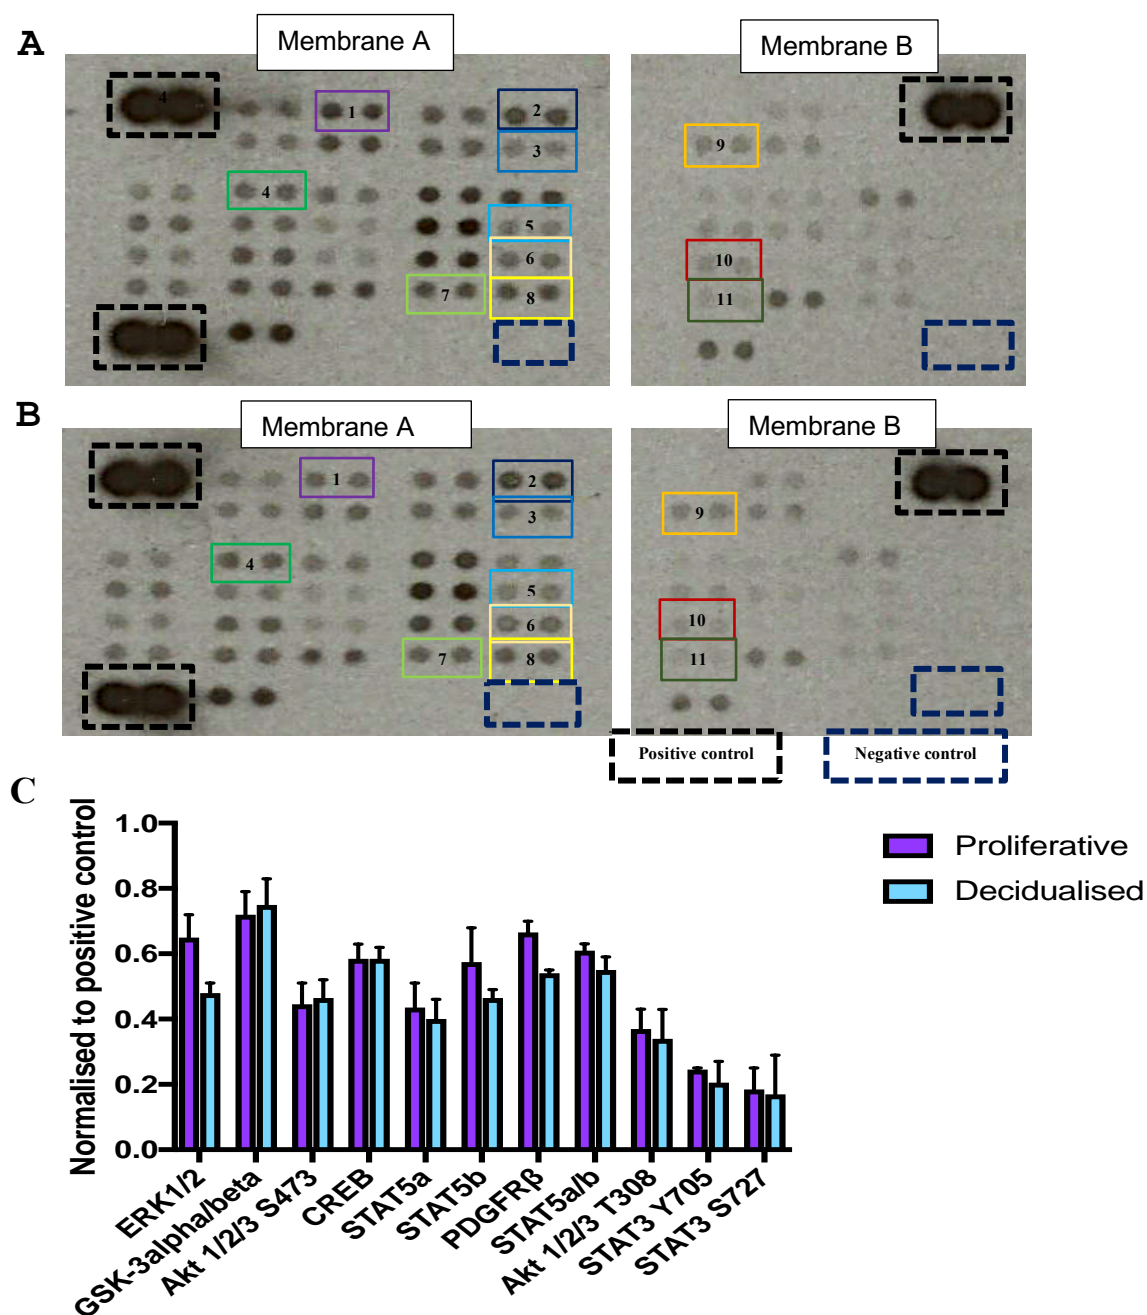 A
Membrane A
Membrane B
4
1
2
3
9
4
5
6
10
7
8
11
B
Membrane A
Membrane B
1
2
3
9
4
5
6
10
7
8
11
Positive control
Negative control
C
Normalised to positive control
1.0
0.8
0.6
0.4
0.2
0.0
Proliferative
Decidualised
ERK1/2
GSK-3alpha/beta
Akt 1/2/3 S473
CREB
STAT5a
STAT5b
PDGFRβ
STAT5a/b
Akt 1/2/3 T308
STAT3 Y705
STAT3 S727